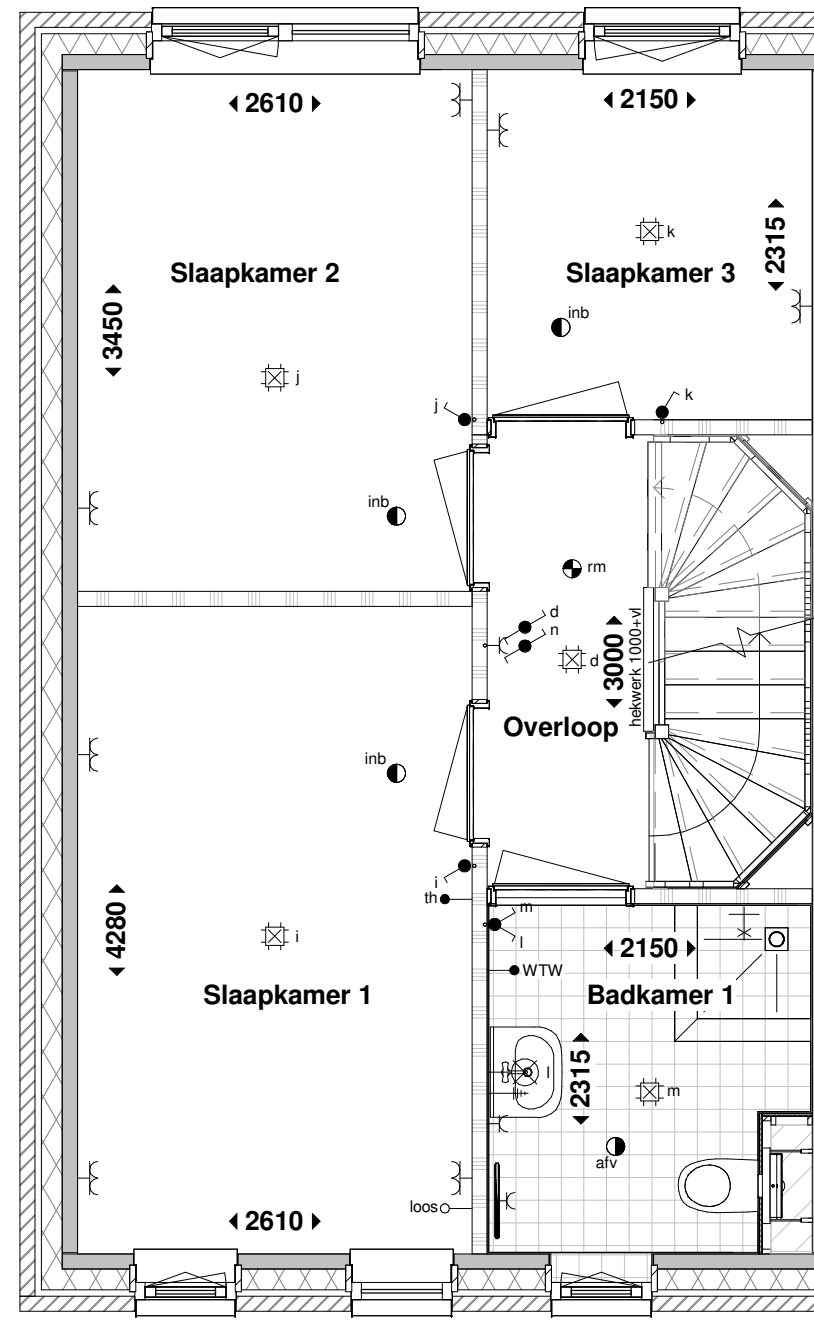 2610
2150
2315
k
Slaapkamer 2
Slaapkamer 3
inb
3450
j
j
k
inb
rm
d
n
d
3000
hekwerk 1000+vl
Overloop
inb
i
th
m
l
4280
i
2150
WTW
Slaapkamer 1
Badkamer 1
2315
l
m
afv
loos
2610